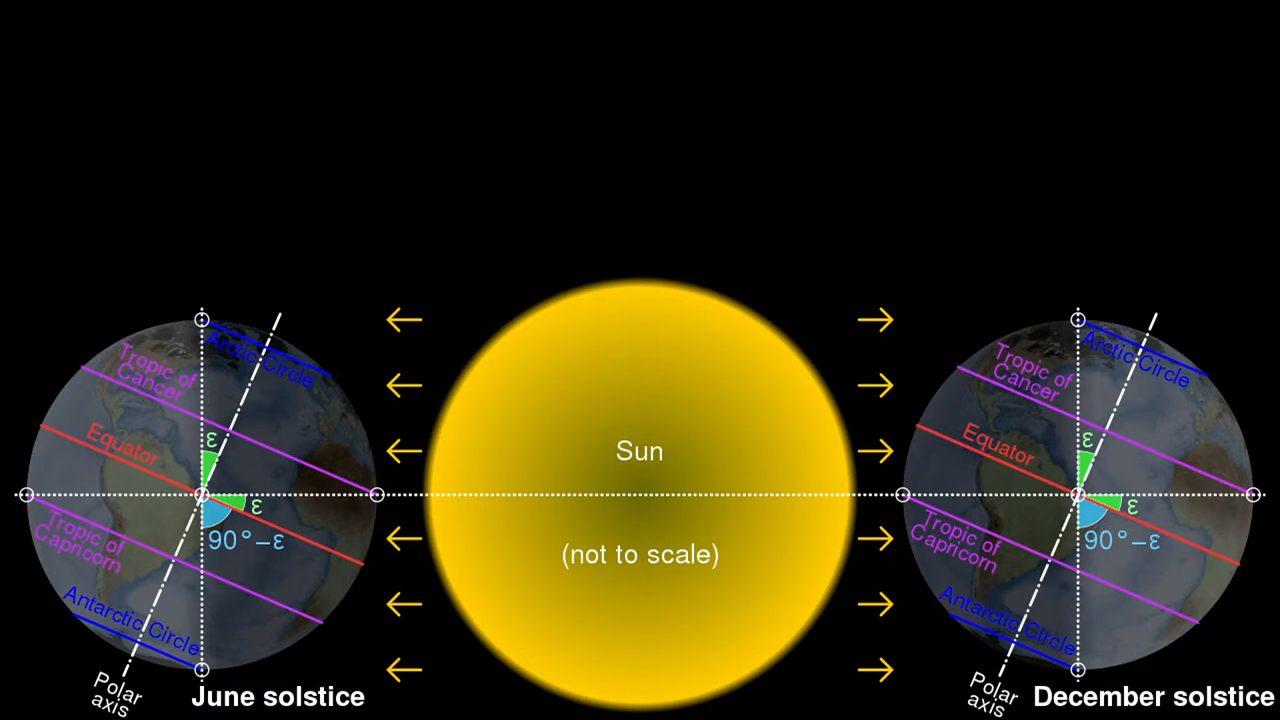 Arctic Circle
Tropic of
Cancer
Equator
ε
ε
90°−ε
Tropic of
Capricorn
Antarctic Circle
Polar
axis
June solstice
Sun
(not to scale)
Arctic Circle
Tropic of
Cancer
Equator
ε
ε
90°−ε
Tropic of
Capricorn
Antarctic Circle
Polar
axis
December solstice